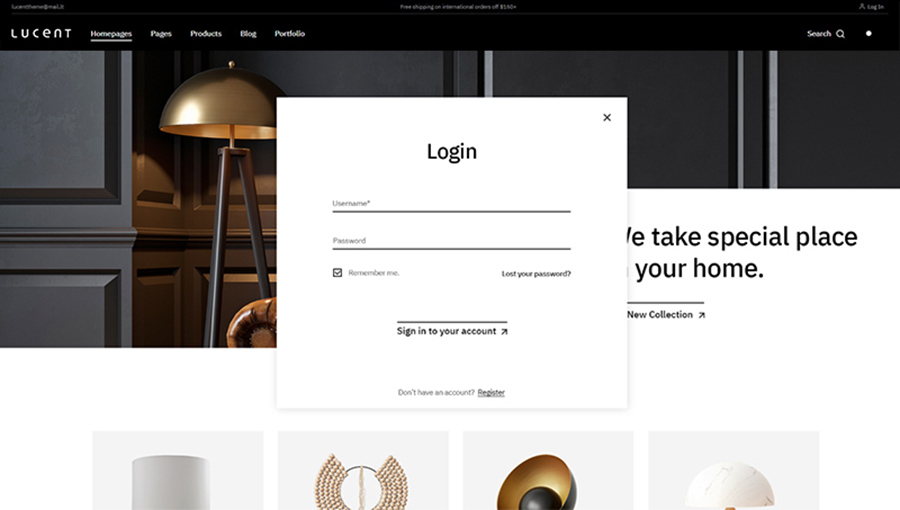 lucenttheme@mail.it
Free shipping on international orders off $160+
Log In
LUCENT
Homepages
Pages
Products
Blog
Portfolio
Search
Login
Username*
Password
Remember me.
Lost your password?
Sign in to your account
Don't have an account? Register
take special place
your home.
New Collection